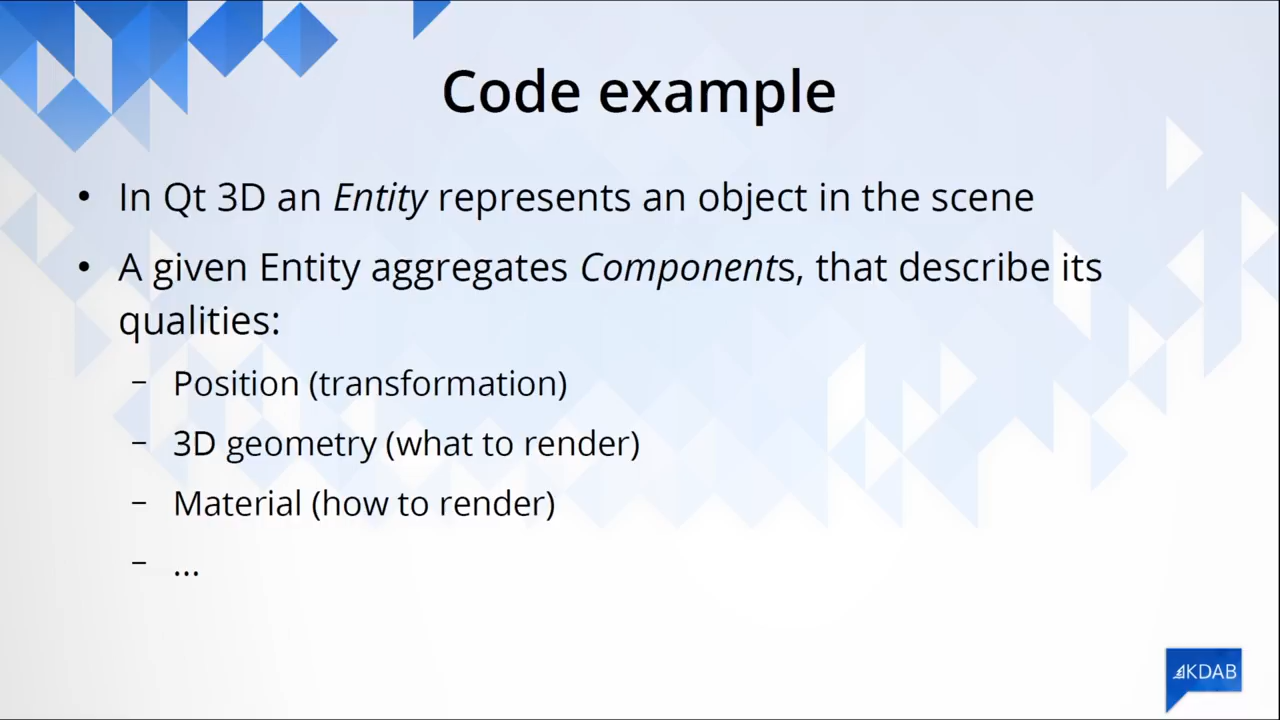 Code example
• In Qt 3D an Entity represents an object in the scene
• A given Entity aggregates Components, that describe its
qualities:
– Position (transformation)
– 3D geometry (what to render)
– Material (how to render)
– ...
KDAB